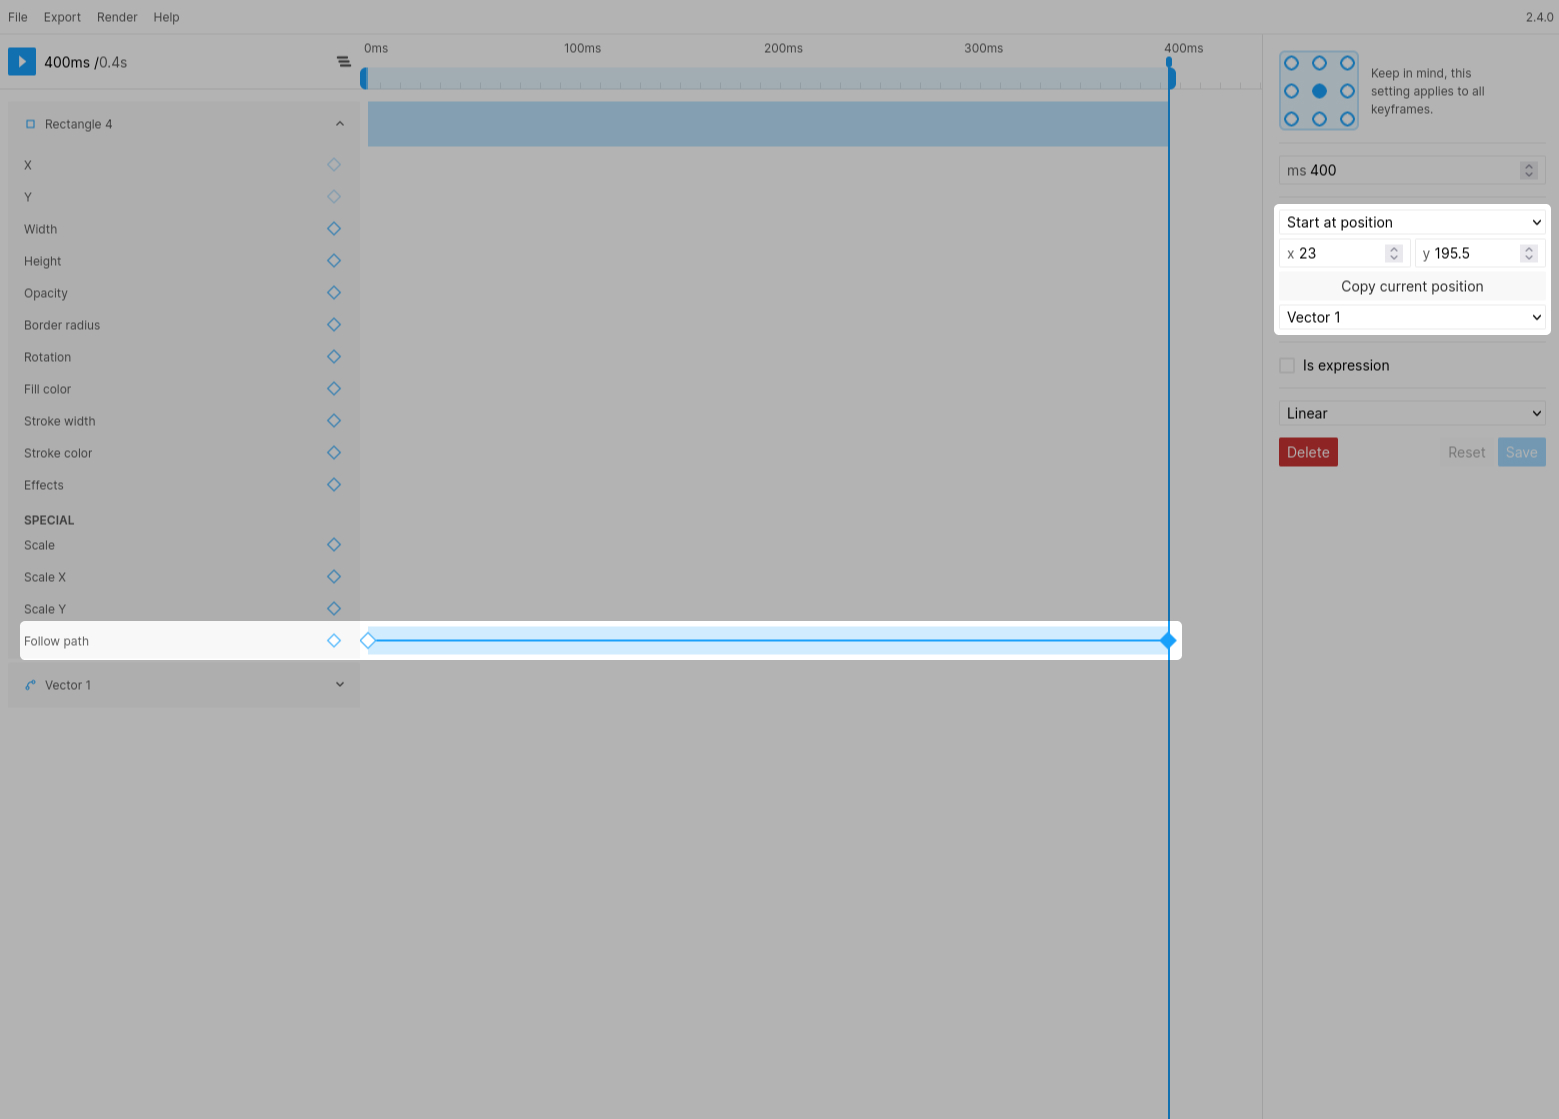 File Export Render Help 2.4.0
400ms /0.4s
0ms 100ms 200ms 300ms 400ms
Rectangle 4
X
Y
Width
Height
Opacity
Border radius
Rotation
Fill color
Stroke width
Stroke color
Effects
SPECIAL
Scale
Scale X
Scale Y
Follow path
Vector 1
Keep in mind, this
setting applies to all
keyframes.
ms 400
Start at position
x 23 y 195.5
Copy current position
Vector 1
Is expression
Linear
Delete Reset Save